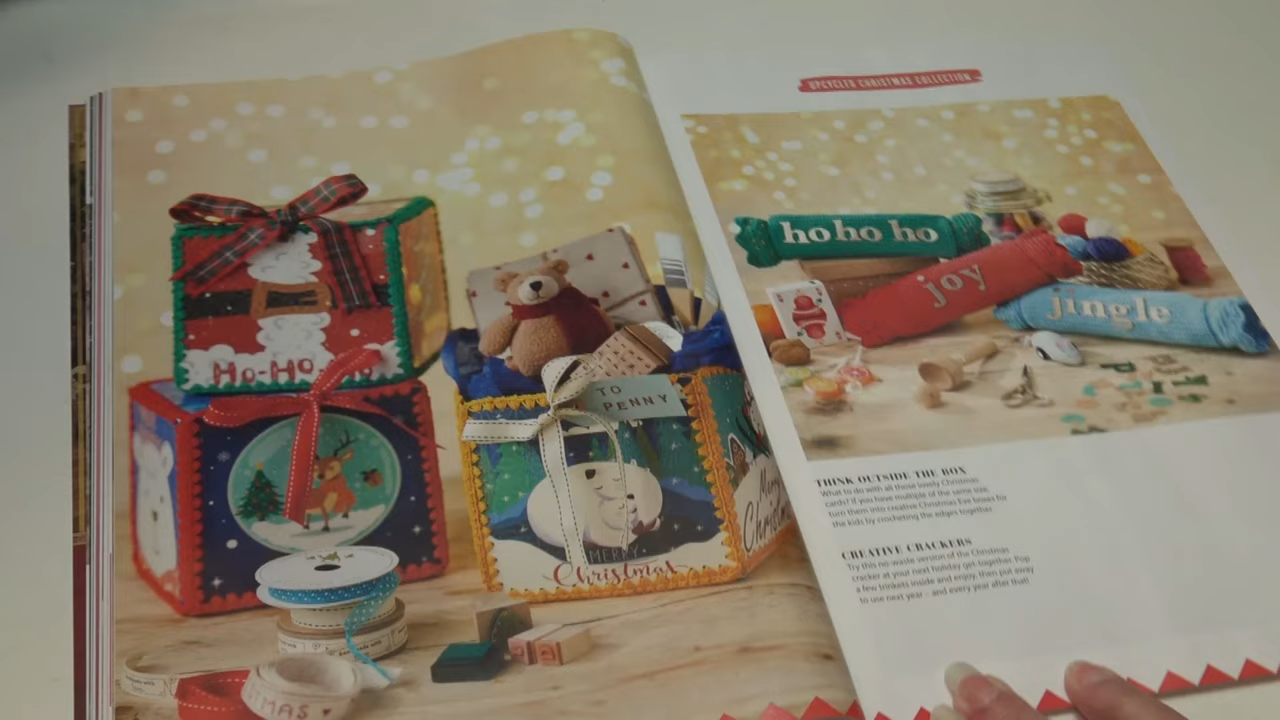 UPCYCLED CHRISTMAS COLLECTION
Ho-Ho-Ho
TO
PENNY
MERRY
Christmas
Merry
Christmas
MAS
ho ho ho
joy
jingle
THINK OUTSIDE THE BOX
What to do with all those lovely Christmas
cards? If you have multiple of the same size,
turn them into creative Christmas Eve boxes for
the kids by crocheting the edges together.
CREATIVE CRACKERS
Try this no-waste version of the Christmas
cracker at your next holiday get-together. Pop
a few trinkets inside and enjoy, then put away
to use next year – and every year after that!